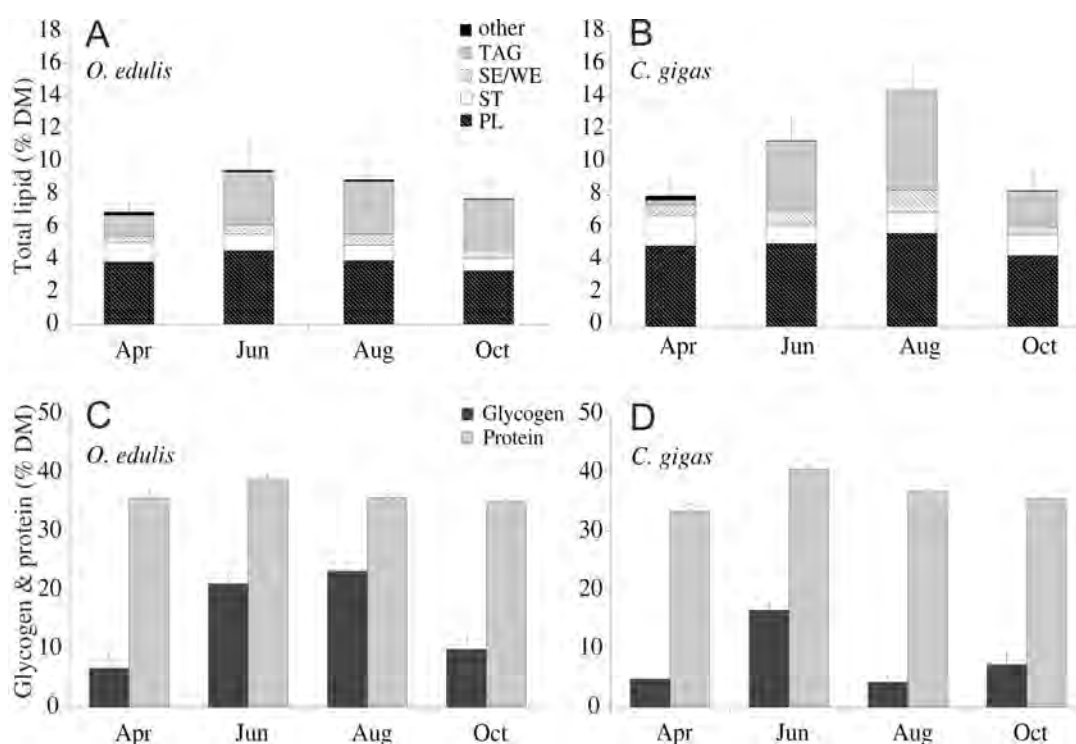 A
O. edulis
other
TAG
SE/WE
ST
PL
Total lipid (% DM)
18
16
14
12
10
8
6
4
2
0
Apr Jun Aug Oct
B
C. gigas
18
16
14
12
10
8
6
4
2
0
Apr Jun Aug Oct
C
O. edulis
Glycogen
Protein
Glycogen & protein (% DM)
50
40
30
20
10
0
Apr Jun Aug Oct
D
C. gigas
50
40
30
20
10
0
Apr Jun Aug Oct